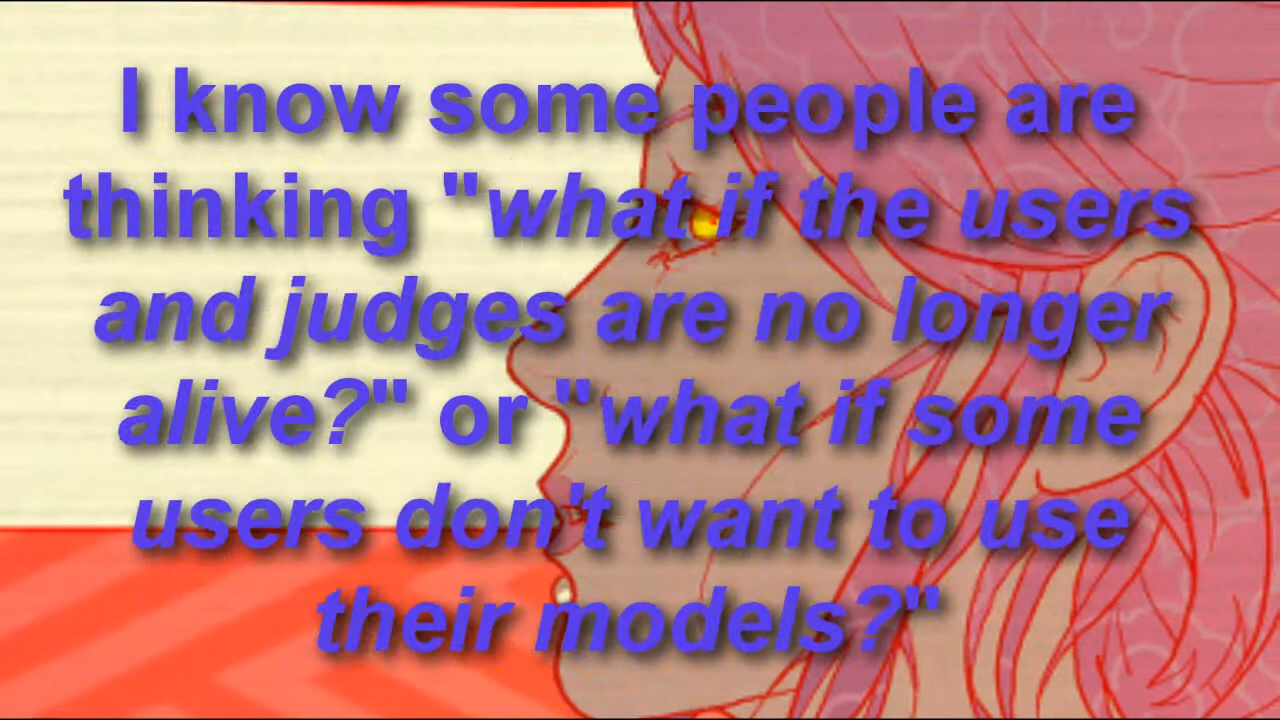 I know some people are
thinking "what if the users
and judges are no longer
alive?" or "what if some
users don't want to use
their models?"